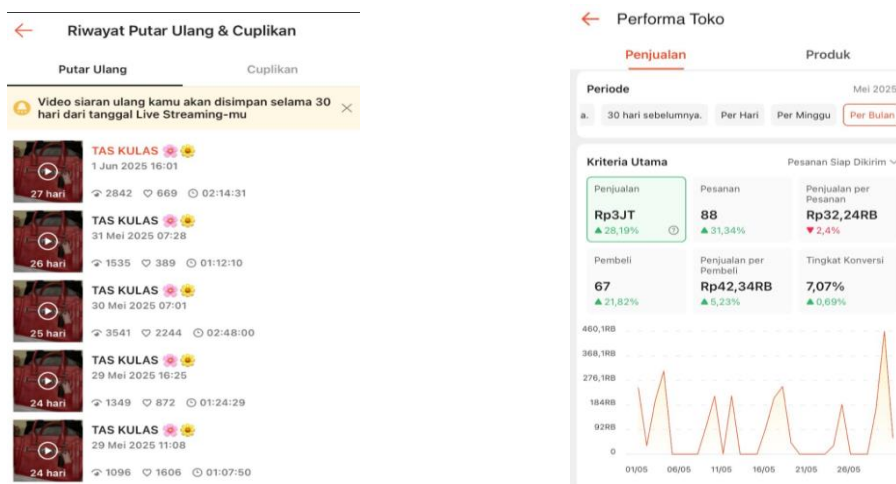 Riwayat Putar Ulang & Cuplikan
Putar Ulang
Cuplikan
Video siaran ulang kamu akan disimpan selama 30
hari dari tanggal Live Streaming-mu
TAS KULAS
1 Jun 2025 16:01
27 hari
2842 669 02:14:31
TAS KULAS
31 Mei 2025 07:28
26 hari
1535 389 01:12:10
TAS KULAS
30 Mei 2025 07:01
25 hari
3541 2244 02:48:00
TAS KULAS
29 Mei 2025 16:25
24 hari
1349 872 01:24:29
TAS KULAS
29 Mei 2025 11:08
24 hari
1096 1606 01:07:50
Performa Toko
Penjualan
Produk
Periode
Mei 2025
a. 30 hari sebelumnya. Per Hari Per Minggu Per Bulan
Kriteria Utama
Pesanan Siap Dikirim
Penjualan
Rp3JT
28,19%
Pesanan
88
31,34%
Penjualan per
Pesanan
Rp32,24RB
2,4%
Pembeli
67
21,82%
Penjualan per
Pembeli
Rp42,34RB
5,23%
Tingkat Konversi
7,07%
0,69%
460,1RB
368,1RB
276,1RB
184RB
92RB
0
01/05 06/05 11/05 16/05 21/05 26/05